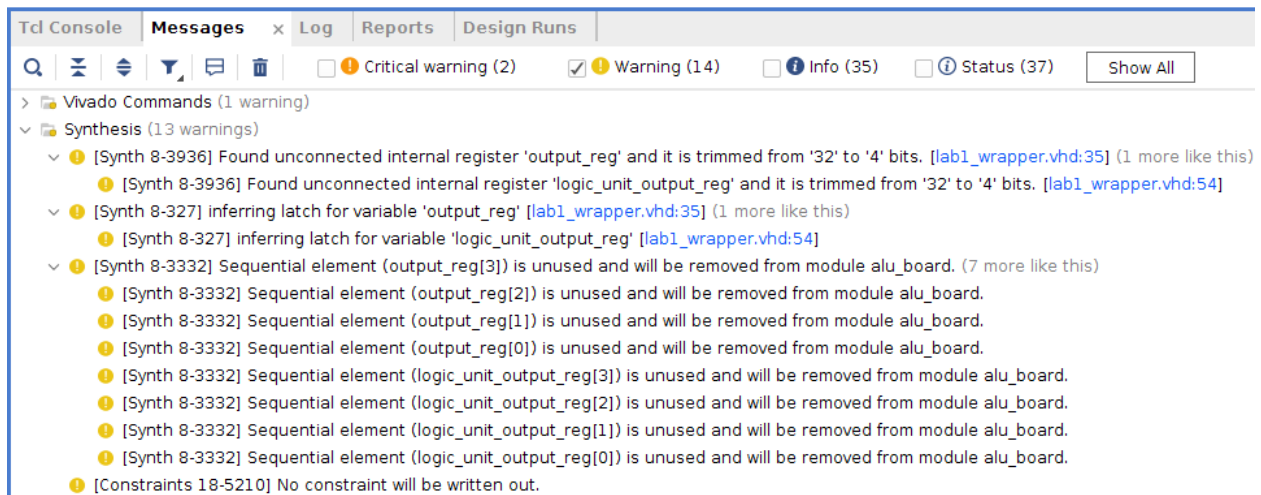 Tcl Console Messages × Log Reports Design Runs
Critical warning (2) Warning (14) Info (35) Status (37) Show All
Vivado Commands (1 warning)
Synthesis (13 warnings)
[Synth 8-3936] Found unconnected internal register 'output_reg' and it is trimmed from '32' to '4' bits. [lab1_wrapper.vhd:35] (1 more like this)
[Synth 8-3936] Found unconnected internal register 'logic_unit_output_reg' and it is trimmed from '32' to '4' bits. [lab1_wrapper.vhd:54]
[Synth 8-327] inferring latch for variable 'output_reg' [lab1_wrapper.vhd:35] (1 more like this)
[Synth 8-327] inferring latch for variable 'logic_unit_output_reg' [lab1_wrapper.vhd:54]
[Synth 8-3332] Sequential element (output_reg[3]) is unused and will be removed from module alu_board. (7 more like this)
[Synth 8-3332] Sequential element (output_reg[2]) is unused and will be removed from module alu_board.
[Synth 8-3332] Sequential element (output_reg[1]) is unused and will be removed from module alu_board.
[Synth 8-3332] Sequential element (output_reg[0]) is unused and will be removed from module alu_board.
[Synth 8-3332] Sequential element (logic_unit_output_reg[3]) is unused and will be removed from module alu_board.
[Synth 8-3332] Sequential element (logic_unit_output_reg[2]) is unused and will be removed from module alu_board.
[Synth 8-3332] Sequential element (logic_unit_output_reg[1]) is unused and will be removed from module alu_board.
[Synth 8-3332] Sequential element (logic_unit_output_reg[0]) is unused and will be removed from module alu_board.
[Constraints 18-5210] No constraint will be written out.